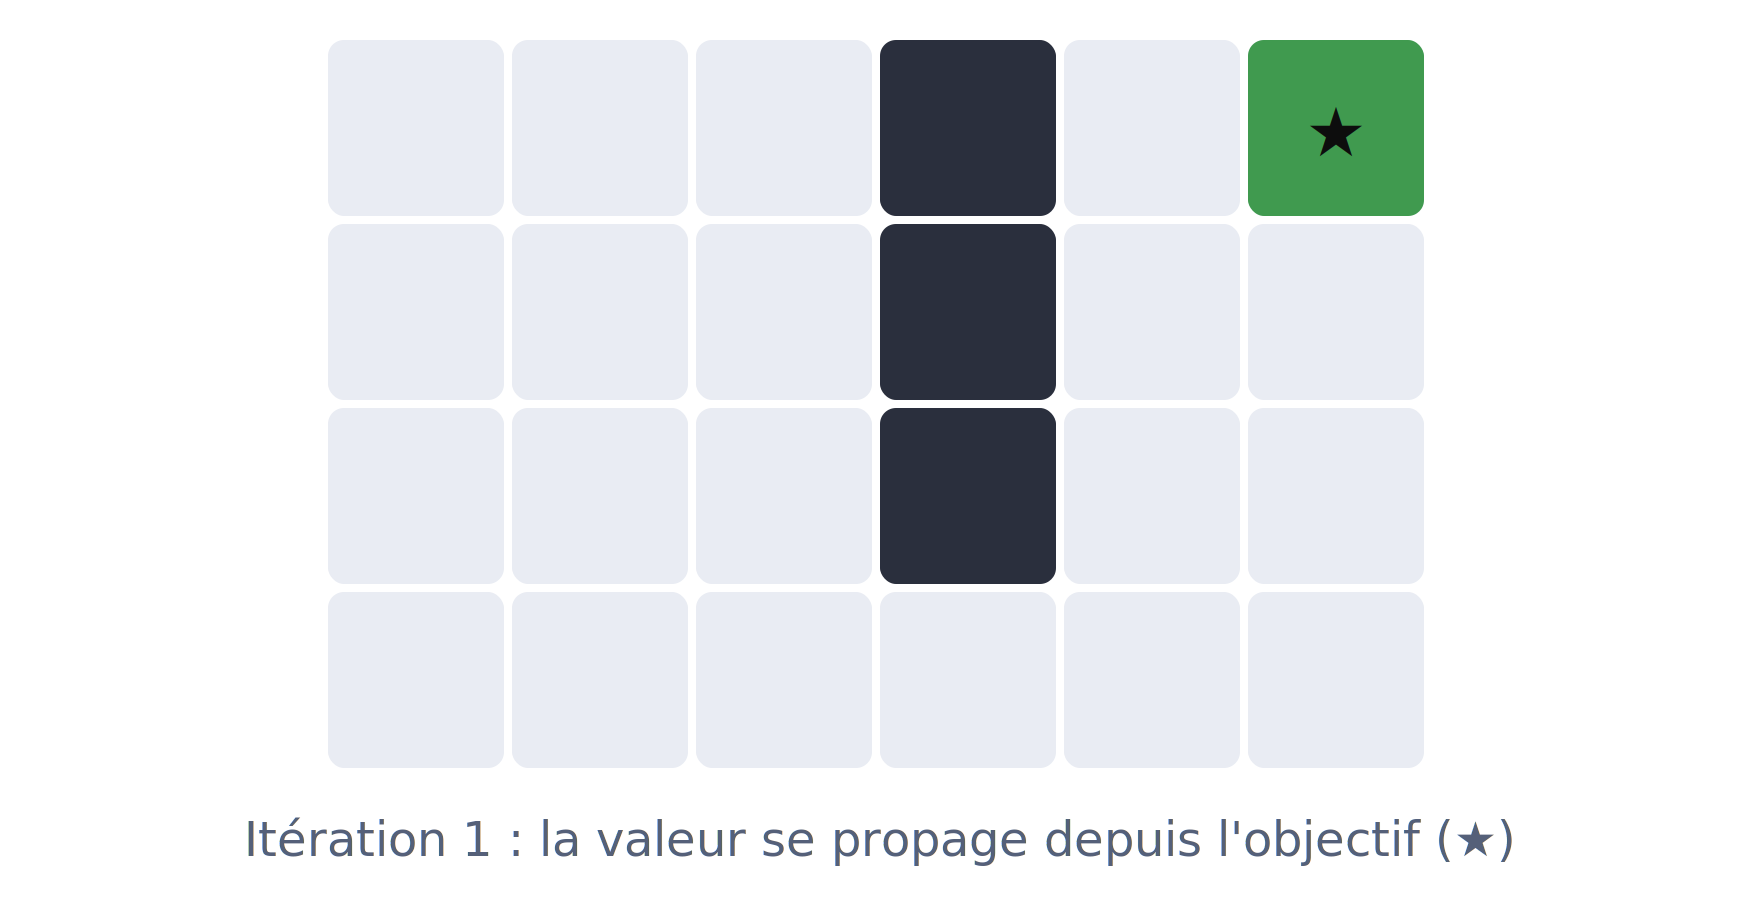 ★
Itération 1 : la valeur se propage depuis l'objectif (★)